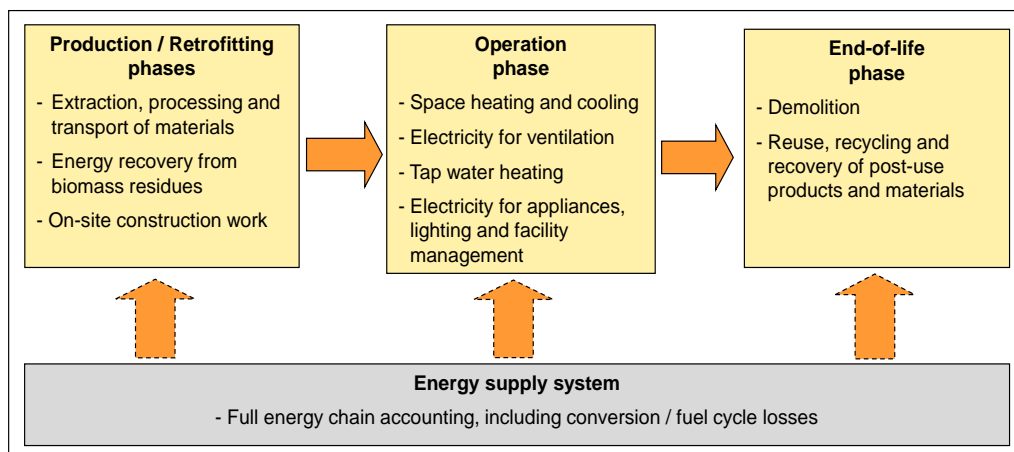 Production / Retrofitting
phases
- Extraction, processing and
transport of materials
- Energy recovery from
biomass residues
- On-site construction work
Operation
phase
- Space heating and cooling
- Electricity for ventilation
- Tap water heating
- Electricity for appliances,
lighting and facility
management
End-of-life
phase
- Demolition
- Reuse, recycling and
recovery of post-use
products and materials
Energy supply system
- Full energy chain accounting, including conversion / fuel cycle losses